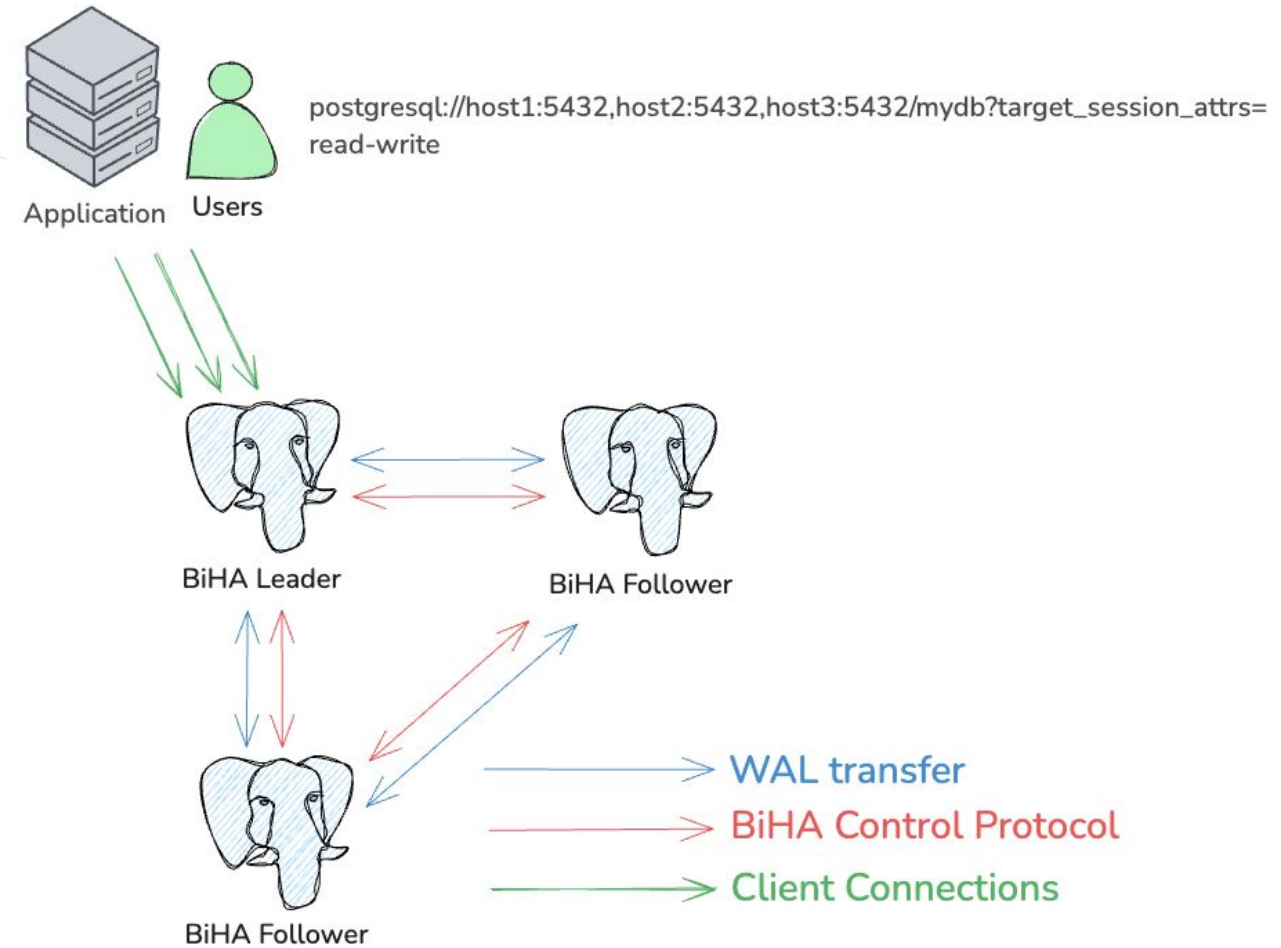 postgresql://host1:5432,host2:5432,host3:5432/mydb?target_session_attrs=
read-write
Application
Users
BiHA Leader
BiHA Follower
WAL transfer
BiHA Control Protocol
Client Connections
BiHA Follower